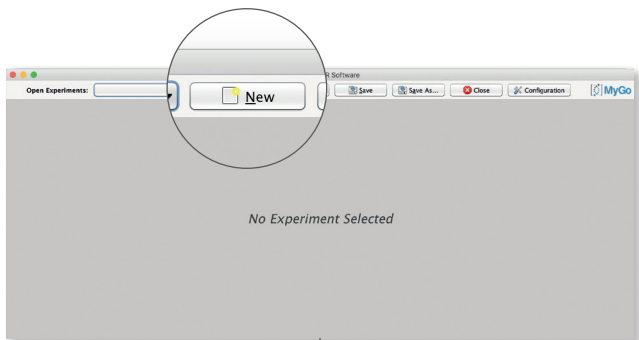 R Software
Open Experiments:
New
Save
Save As...
Close
Configuration
MyGo
No Experiment Selected